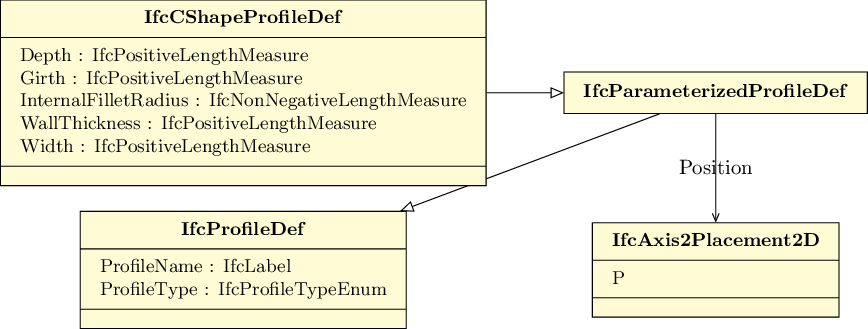 IfcCShapeProfileDef
Depth : IfcPositiveLengthMeasure
Girth : IfcPositiveLengthMeasure
InternalFilletRadius : IfcNonNegativeLengthMeasure
WallThickness : IfcPositiveLengthMeasure
Width : IfcPositiveLengthMeasure
IfcParameterizedProfileDef
Position
IfcProfileDef
ProfileName : IfcLabel
ProfileType : IfcProfileTypeEnum
IfcAxis2Placement2D
P